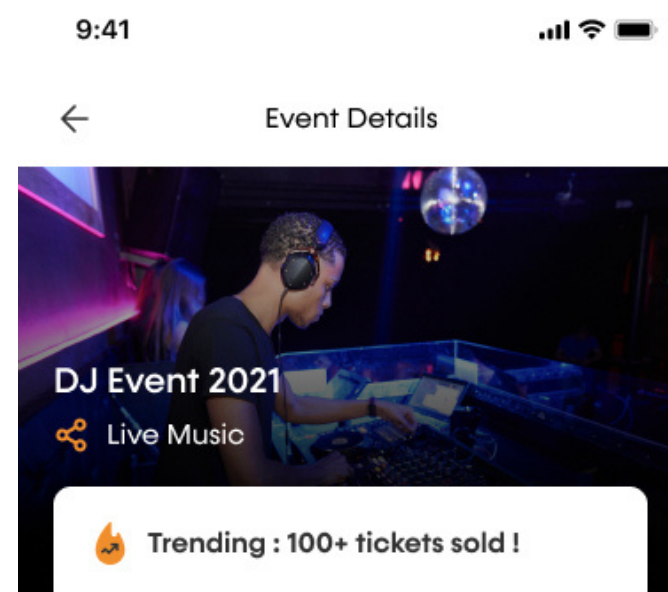 9:41
Event Details
DJ Event 2021
Live Music
Trending : 100+ tickets sold !